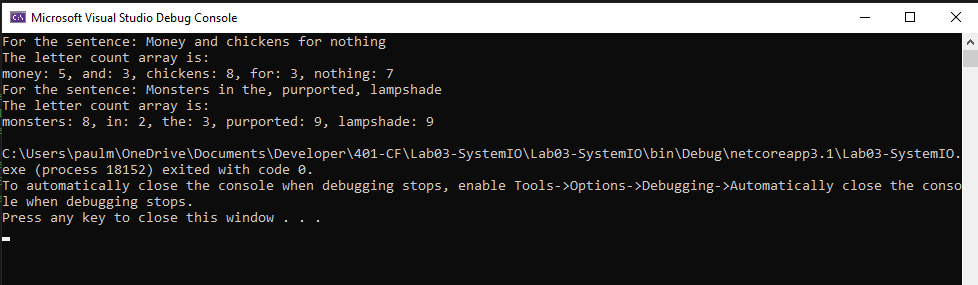 Microsoft Visual Studio Debug Console
For the sentence: Money and chickens for nothing
The letter count array is:
money: 5, and: 3, chickens: 8, for: 3, nothing: 7
For the sentence: Monsters in the, purported, lampshade
The letter count array is:
monsters: 8, in: 2, the: 3, purported: 9, lampshade: 9
C:\Users\paulm\OneDrive\Documents\Developer\401-CF\Lab03-SystemIO\Lab03-SystemIO\bin\Debug\netcoreapp3.1\Lab03-SystemIO.
exe (process 18152) exited with code 0.
To automatically close the console when debugging stops, enable Tools->Options->Debugging->Automatically close the conso
le when debugging stops.
Press any key to close this window . . .